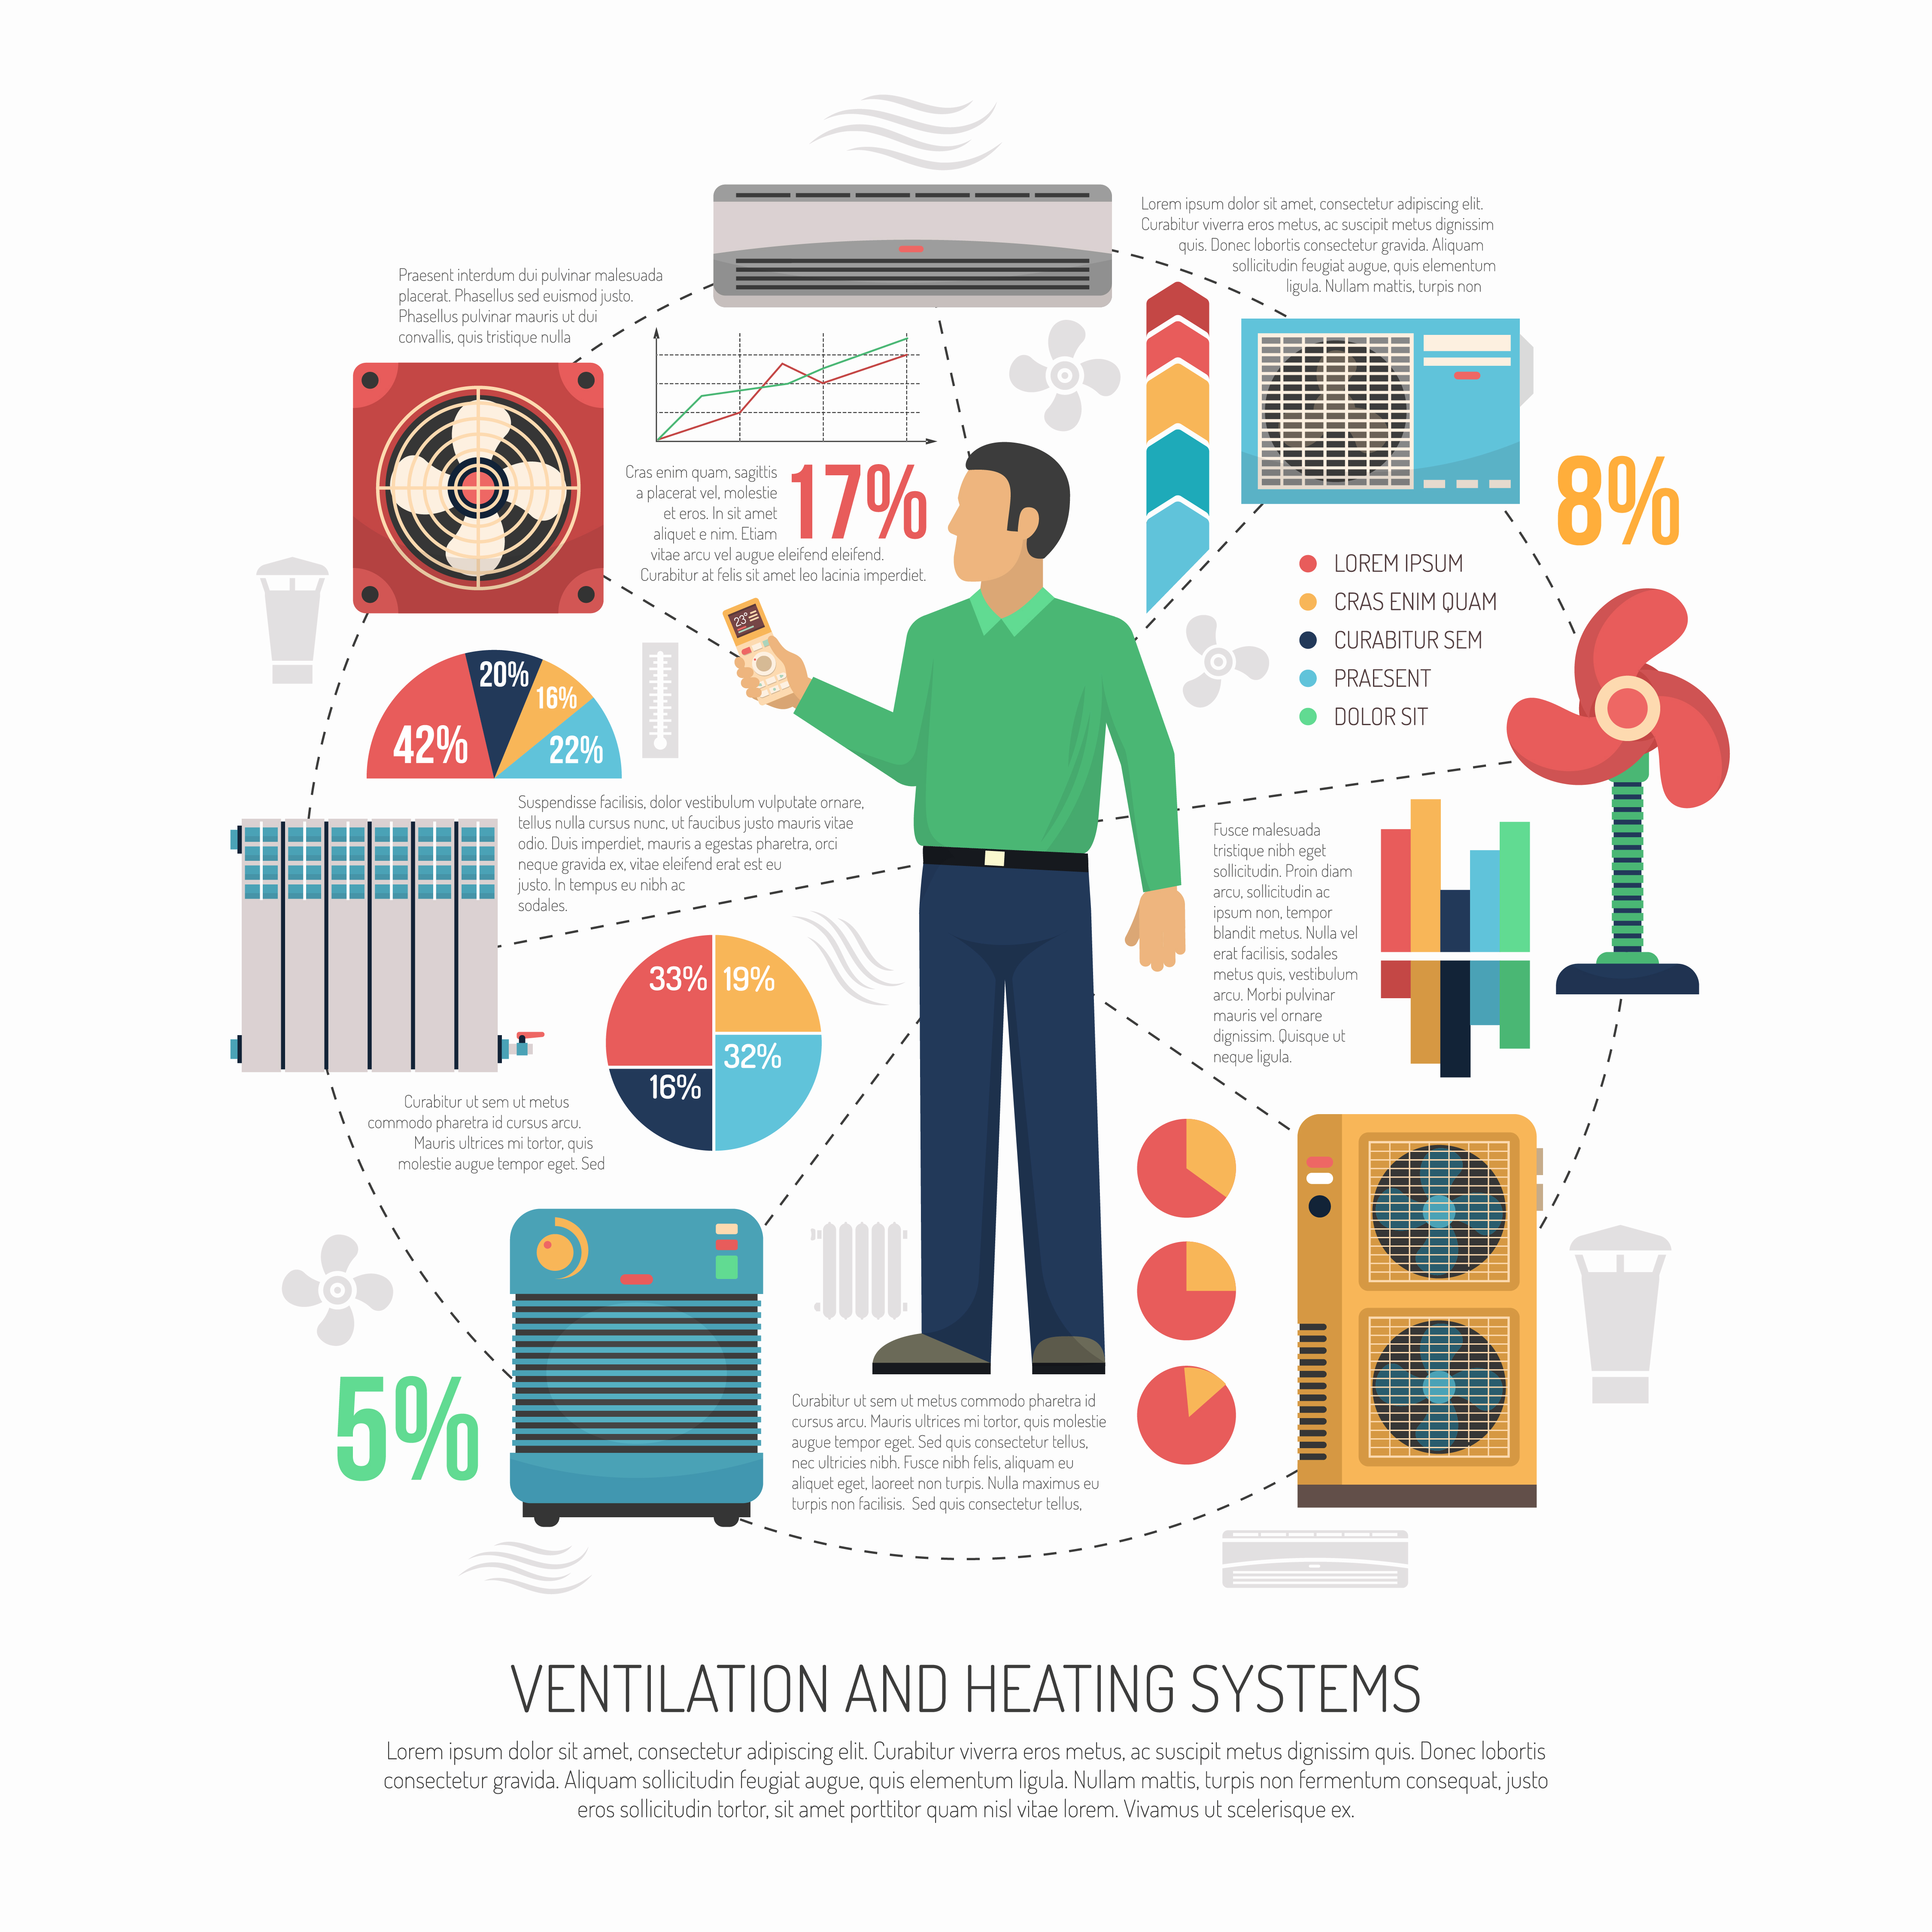 Lorem ipsum dolor sit amet, consectetur adipiscing elit.
Curabitur viverra eros metus, ac suscipit metus dignissim
quis. Donec lobortis consectetur gravida. Aliquam
sollicitudin feugiat augue, quis elementum
ligula. Nullam mattis, turpis non
Praesent interdum dui pulvinar malesuada
placerat. Phasellus sed euismod justo.
Phasellus pulvinar mauris ut dui
convallis, quis tristique nulla
Cras enim quam, sagittis
a placerat vel, molestie
et eros. In sit amet
aliquet e nim. Etiam
vitae arcu vel augue eleifend eleifend.
Curabitur at felis sit amet leo lacinia imperdiet.
17%
8%
LOREM IPSUM
CRAS ENIM QUAM
CURABITUR SEM
PRAESENT
DOLOR SIT
23°
42%
20%
16%
22%
Suspendisse facilisis, dolor vestibulum vulputate ornare,
tellus nulla cursus nunc, ut faucibus justo mauris vitae
odio. Duis imperdiet, mauris a egestas pharetra, orci
neque gravida ex, vitae eleifend erat est eu
justo. In tempus eu nibh ac
sodales.
Fusce malesuada
tristique nibh eget
sollicitudin. Proin diam
arcu, sollicitudin ac
ipsum non, tempor
blandit metus. Nulla vel
erat facilisis, sodales
metus quis, vestibulum
arcu. Morbi pulvinar
mauris vel ornare
dignissim. Quisque ut
neque ligula.
33%
19%
32%
16%
Curabitur ut sem ut metus
commodo pharetra id cursus arcu.
Mauris ultrices mi tortor, quis
molestie augue tempor eget. Sed
5%
Curabitur ut sem ut metus commodo pharetra id
cursus arcu. Mauris ultrices mi tortor, quis molestie
augue tempor eget. Sed quis consectetur tellus,
nec ultricies nibh. Fusce nibh felis, aliquam eu
aliquet eget, laoreet non turpis. Nulla maximus eu
turpis non facilisis. Sed quis consectetur tellus,
VENTILATION AND HEATING SYSTEMS
Lorem ipsum dolor sit amet, consectetur adipiscing elit. Curabitur viverra eros metus, ac suscipit metus dignissim quis. Donec lobortis
consectetur gravida. Aliquam sollicitudin feugiat augue, quis elementum ligula. Nullam mattis, turpis non fermentum consequat, justo
eros sollicitudin tortor, sit amet porttitor quam nisl vitae lorem. Vivamus ut scelerisque ex.